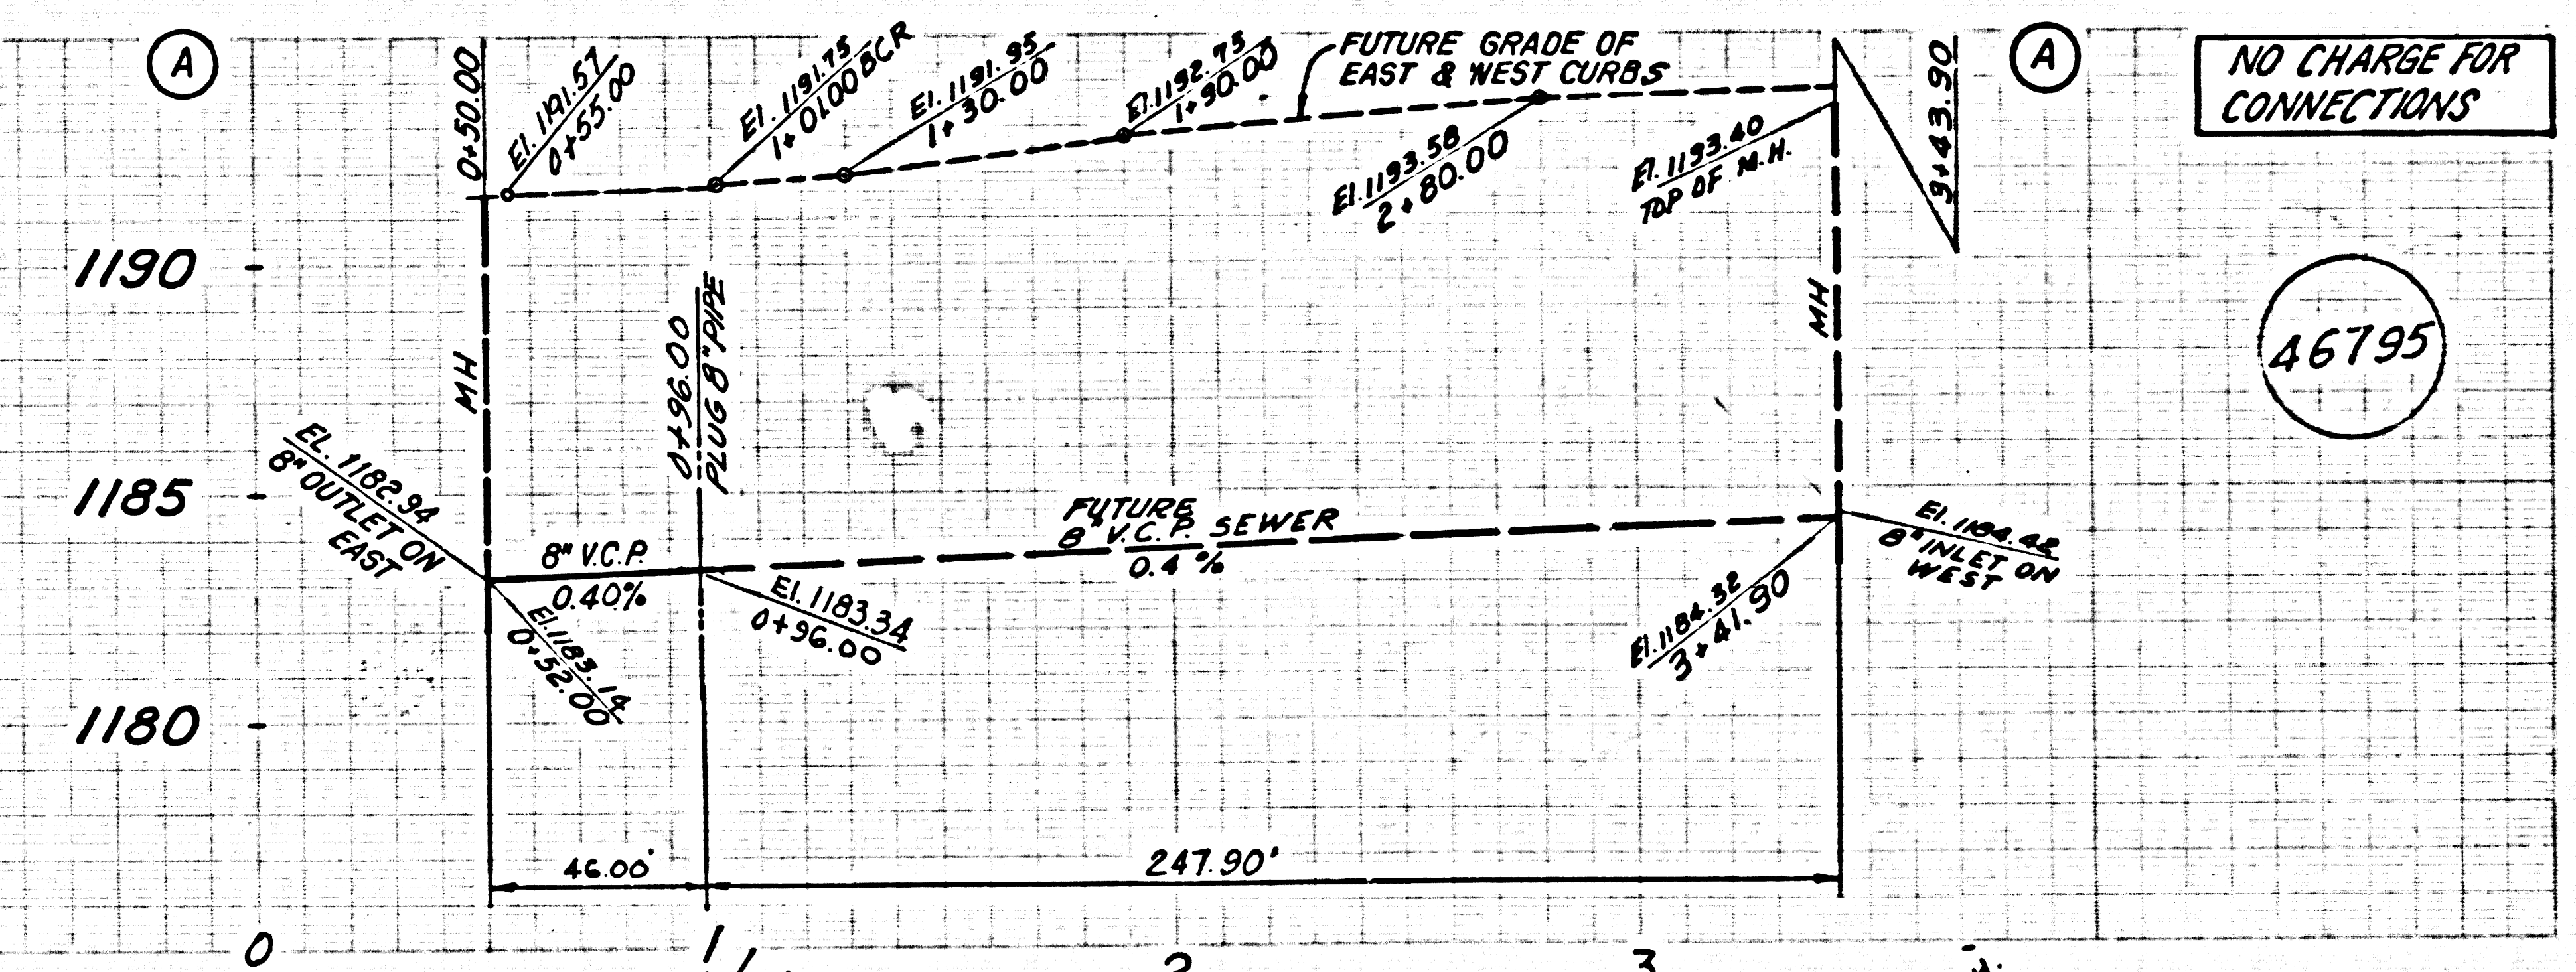 A
0+50.00
El. 1191.57
0+55.00
El. 1191.75
1+01.00 BCR
El. 1191.95
1+30.00
El. 1192.75
1+90.00
FUTURE GRADE OF
EAST & WEST CURBS
El. 1193.58
2+80.00
El. 1193.40
TOP OF M.H.
3+43.90
A
NO CHARGE FOR
CONNECTIONS
1190
MH
0+96.00
PLUG 8" PIPE
MH
46795
1185
EL. 1182.94
8" OUTLET ON
EAST
8" V.C.P.
0.40%
FUTURE
8" V.C.P. SEWER
0.4 %
El. 1184.42
8" INLET ON
WEST
El. 1183.14
0+52.00
El. 1183.34
0+96.00
El. 1184.32
3+41.90
1180
46.00'
247.90'
0
1
2
3